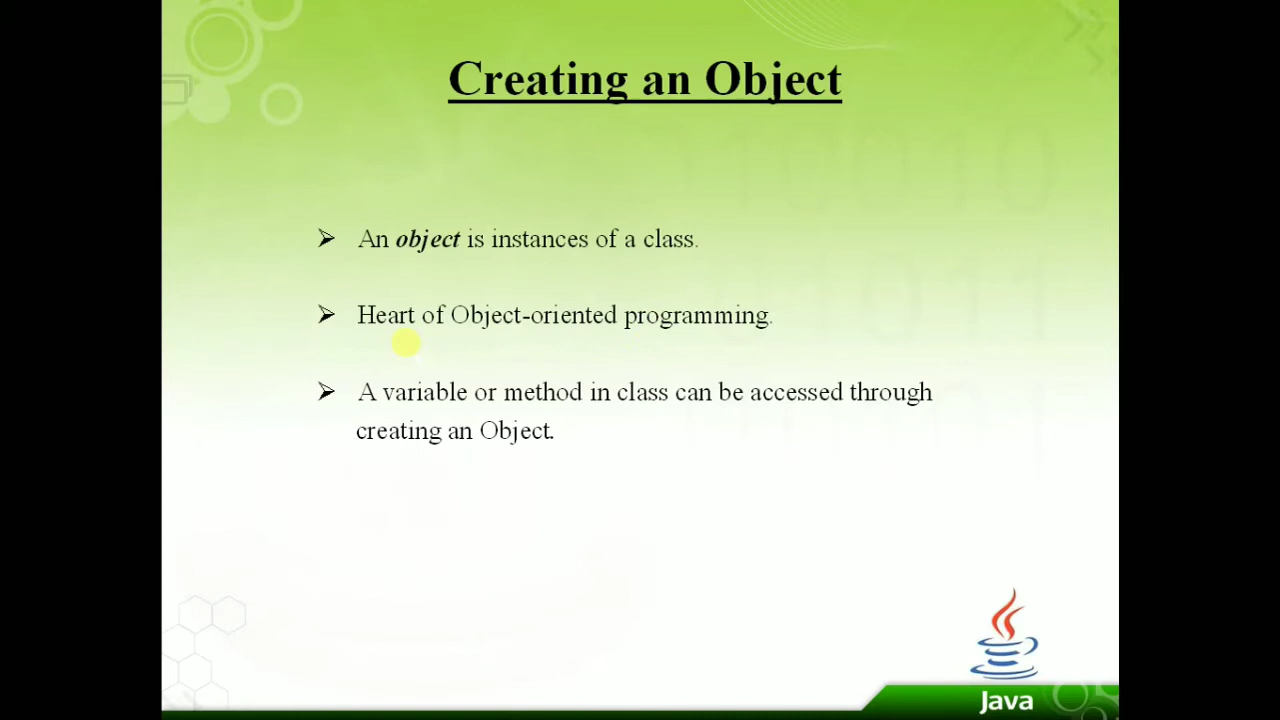 Creating an Object
➢ An object is instances of a class.
➢ Heart of Object-oriented programming.
➢ A variable or method in class can be accessed through
creating an Object.
Java